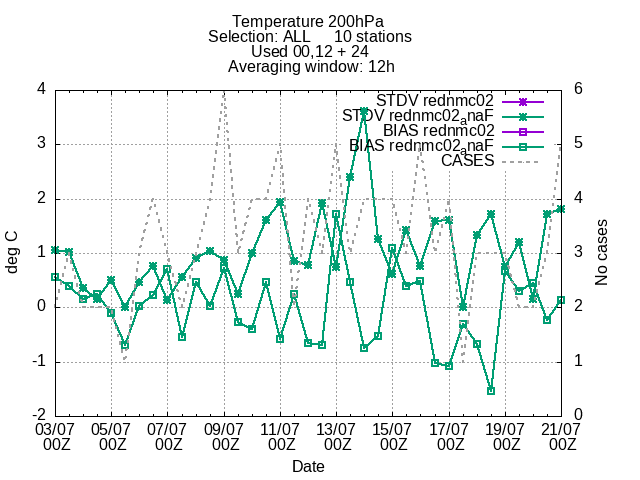 Temperature 200hPa
Selection: ALL 10 stations
Used 00,12 + 24
Averaging window: 12h
STDV rednmc02
STDV rednmc02anaF
BIAS rednmc02
BIAS rednmc02anaF
CASES
4
3
2
1
0
-1
-2
deg C
6
5
4
3
2
1
0
No cases
03/07 05/07 07/07 09/07 11/07 13/07 15/07 17/07 19/07 21/07
00Z 00Z 00Z 00Z 00Z 00Z 00Z 00Z 00Z 00Z
Date